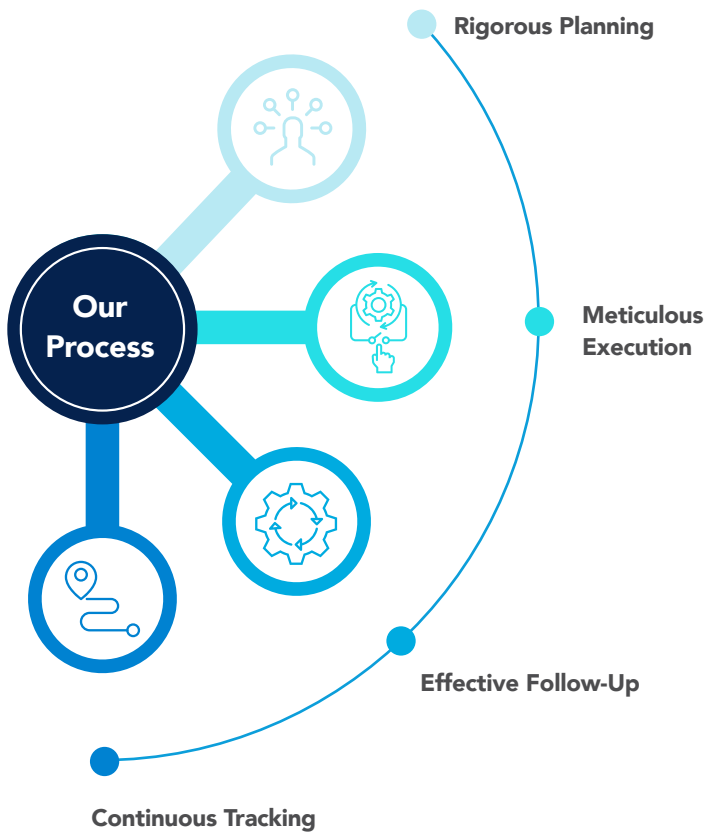 Rigorous Planning
Our
Process
Meticulous
Execution
Effective Follow-Up
Continuous Tracking